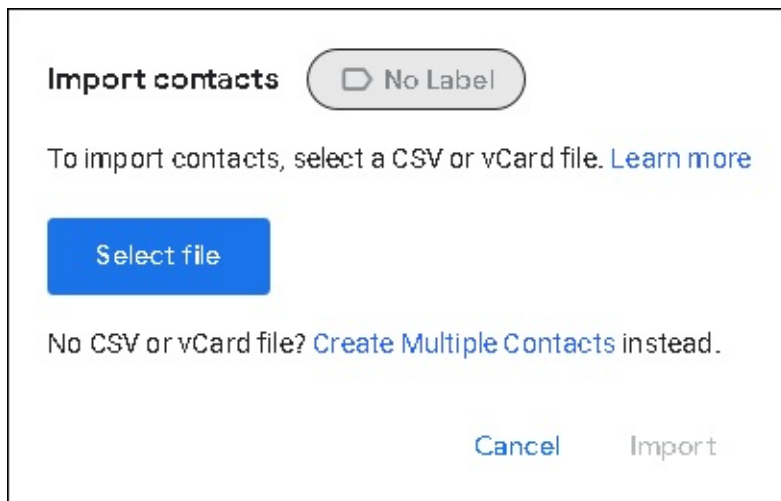 Import contacts No Label
To import contacts, select a CSV or vCard file. Learn more
Select file
No CSV or vCard file? Create Multiple Contacts instead.
Cancel Import